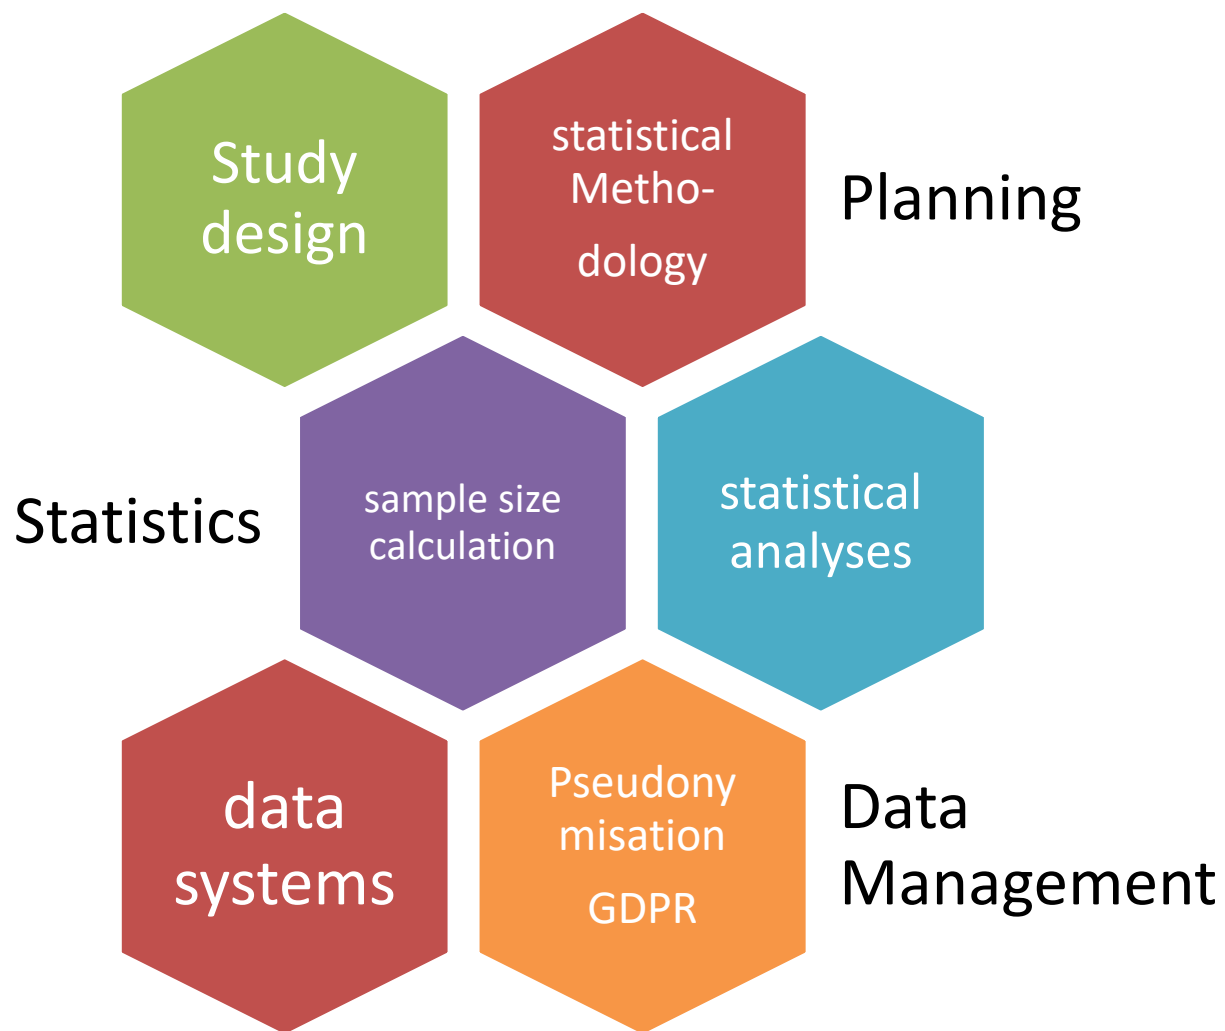 Study
design
statistical
Metho-
dology
Planning
Statistics
sample size
calculation
statistical
analyses
data
systems
Pseudony
misation
GDPR
Data
Management